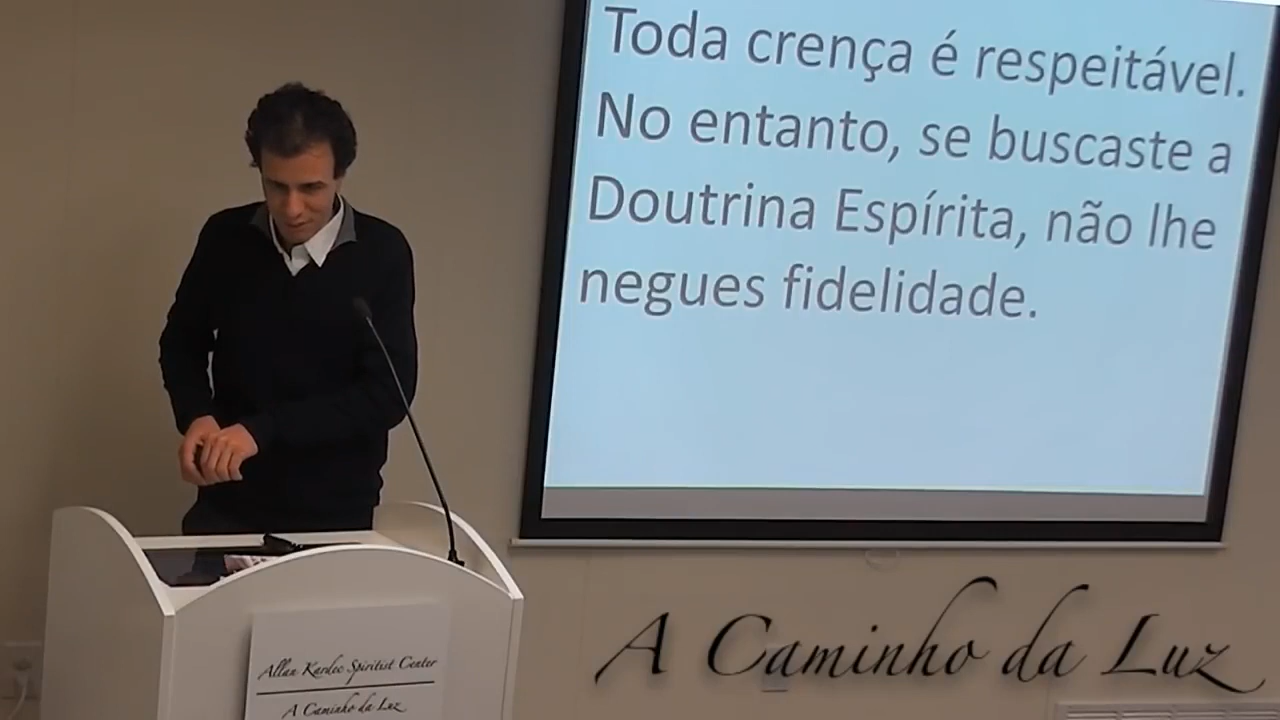 Toda crença é respeitável.
No entanto, se buscaste a
Doutrina Espírita, não lhe
negues fidelidade.
A Caminho da Luz
Allan Kardec Spiritist Center
A Caminho da Luz